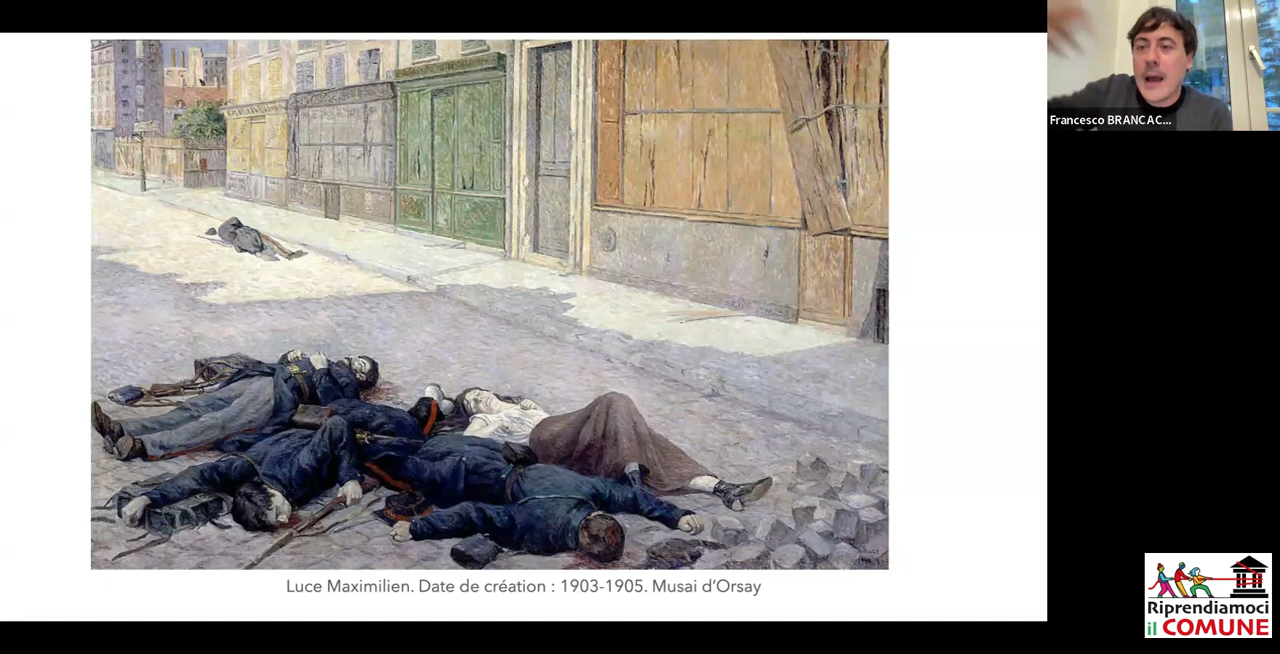 Francesco BRANCAC...
Luce Maximilien. Date de création : 1903-1905. Musai d'Orsay
Riprendiamoci
il COMUNE